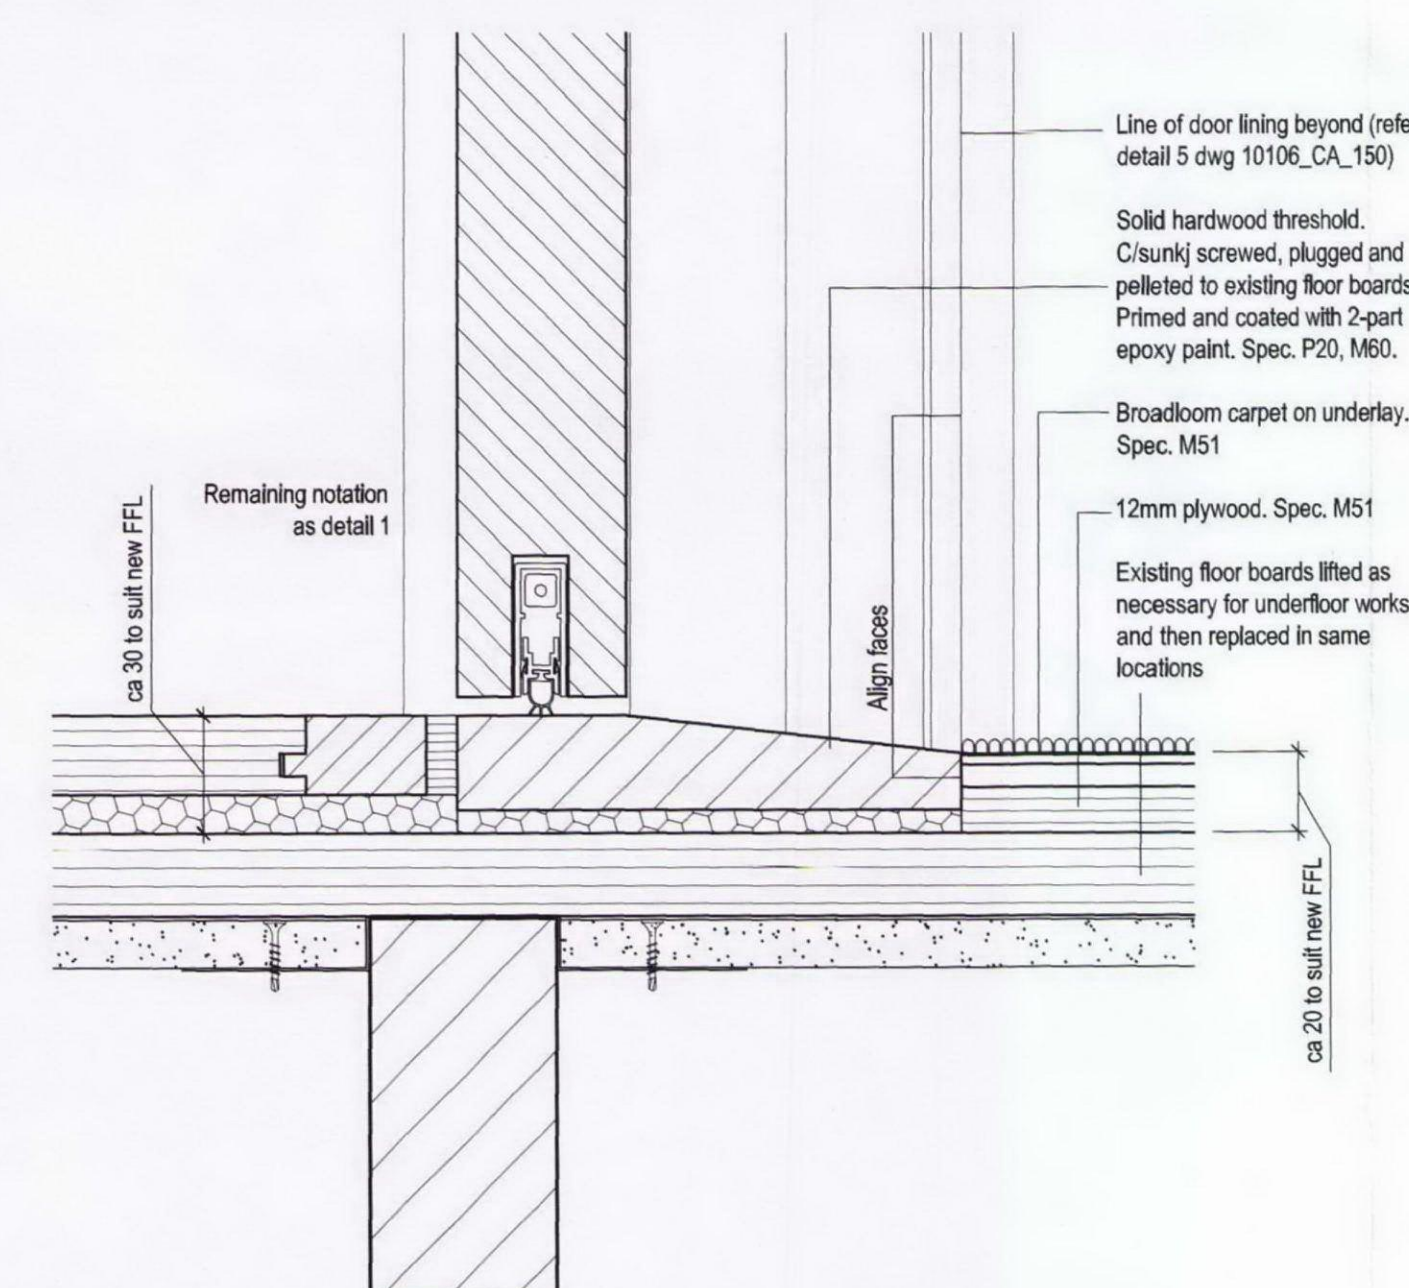 Line of door lining beyond (refe
detail 5 dwg 10106_CA_150)
Solid hardwood threshold.
C/sunkj screwed, plugged and
pelleted to existing floor boards
Primed and coated with 2-part
epoxy paint. Spec. P20, M60.
Broadloom carpet on underlay.
Spec. M51
12mm plywood. Spec. M51
Existing floor boards lifted as
necessary for underfloor works
and then replaced in same
locations
Remaining notation
as detail 1
ca 30 to suit new FFL
Align faces
ca 20 to suit new FFL